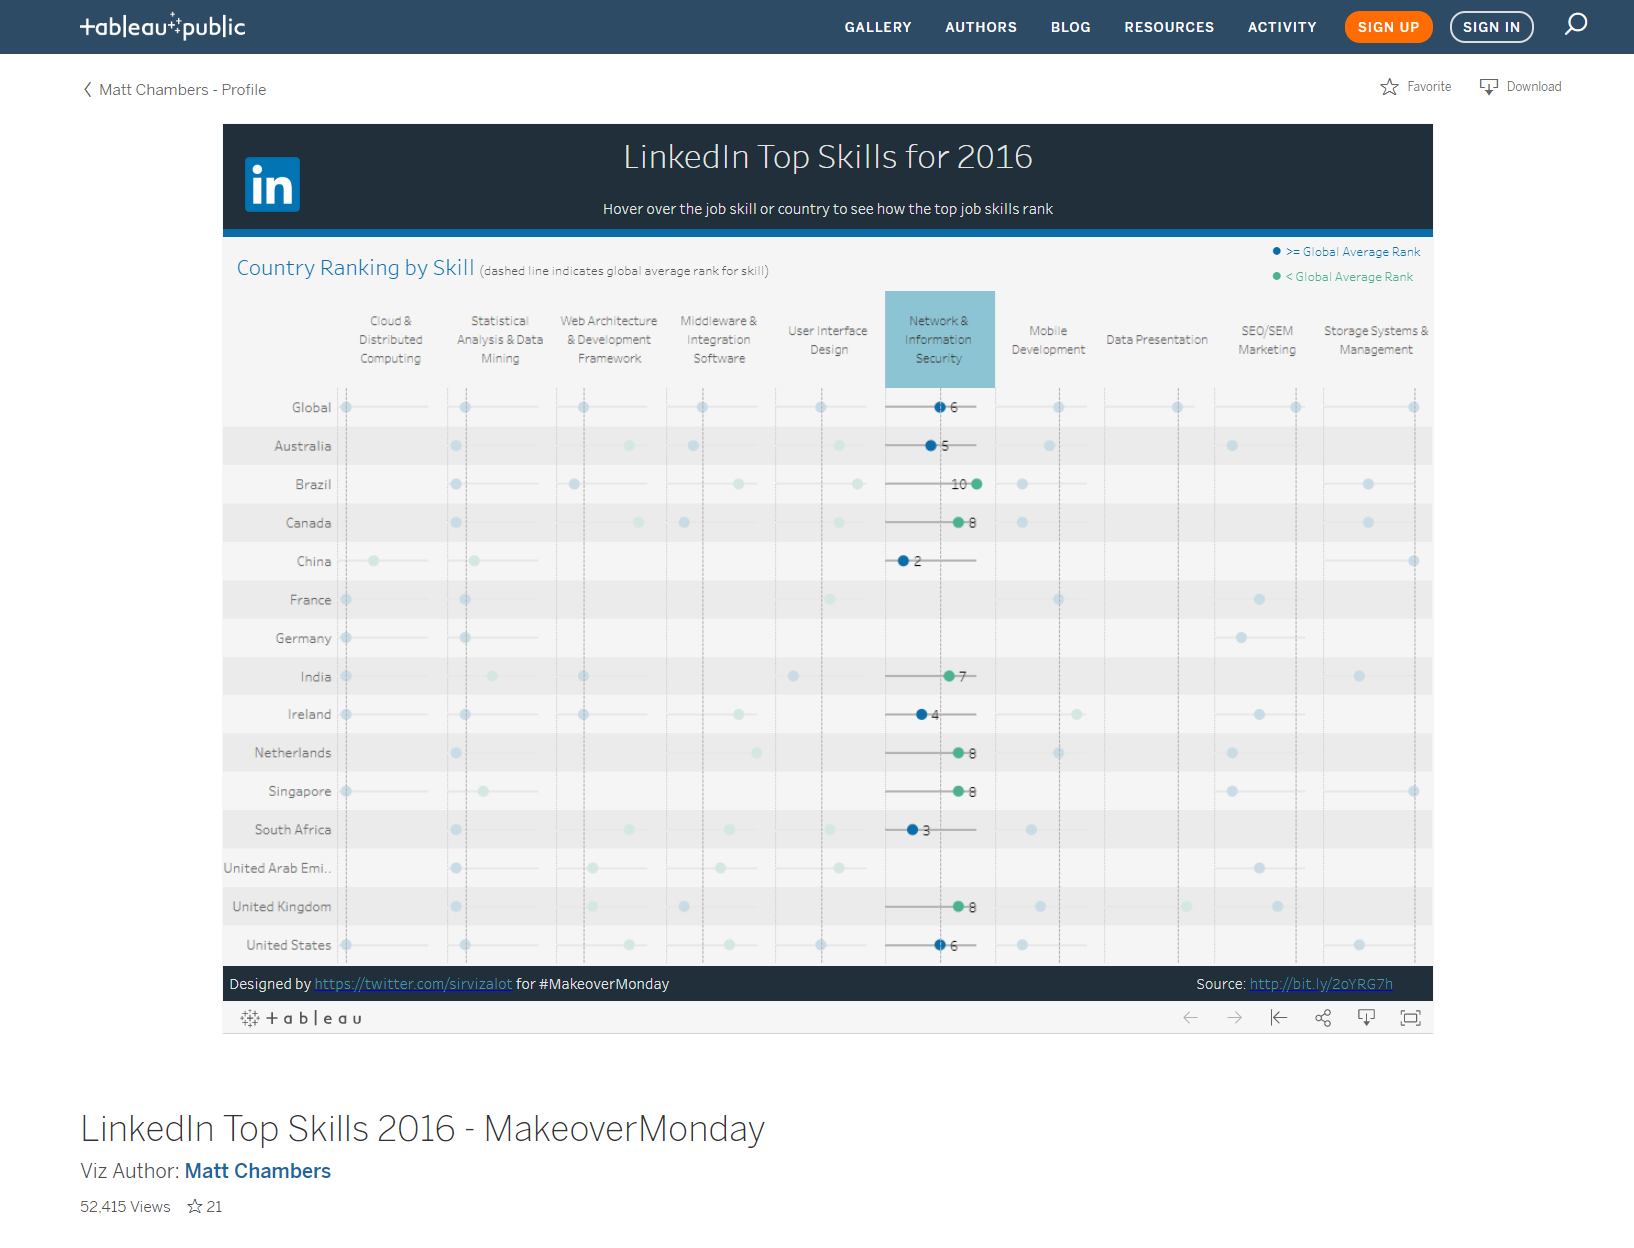 tableau public
GALLERY AUTHORS BLOG RESOURCES ACTIVITY SIGN UP SIGN IN
Matt Chambers - Profile
Favorite Download
in
LinkedIn Top Skills for 2016
Hover over the job skill or country to see how the top job skills rank
Country Ranking by Skill (dashed line indicates global average rank for skill)
>= Global Average Rank
< Global Average Rank
Cloud &
Distributed
Computing
Statistical
Analysis & Data
Mining
Web Architecture
& Development
Framework
Middleware &
Integration
Software
User Interface
Design
Network &
Information
Security
Mobile
Development
Data Presentation
SEO/SEM
Marketing
Storage Systems &
Management
Global 6
Australia 5
Brazil 10
Canada 8
China 2
France
Germany
India 7
Ireland 4
Netherlands 8
Singapore 8
South Africa 3
United Arab Emi..
United Kingdom 8
United States 6
Designed by https://twitter.com/sirvizalot for #MakeoverMonday
Source: http://bit.ly/2oYRG7h
+ a b l e a u
LinkedIn Top Skills 2016 - MakeoverMonday
Viz Author: Matt Chambers
52,415 Views 21